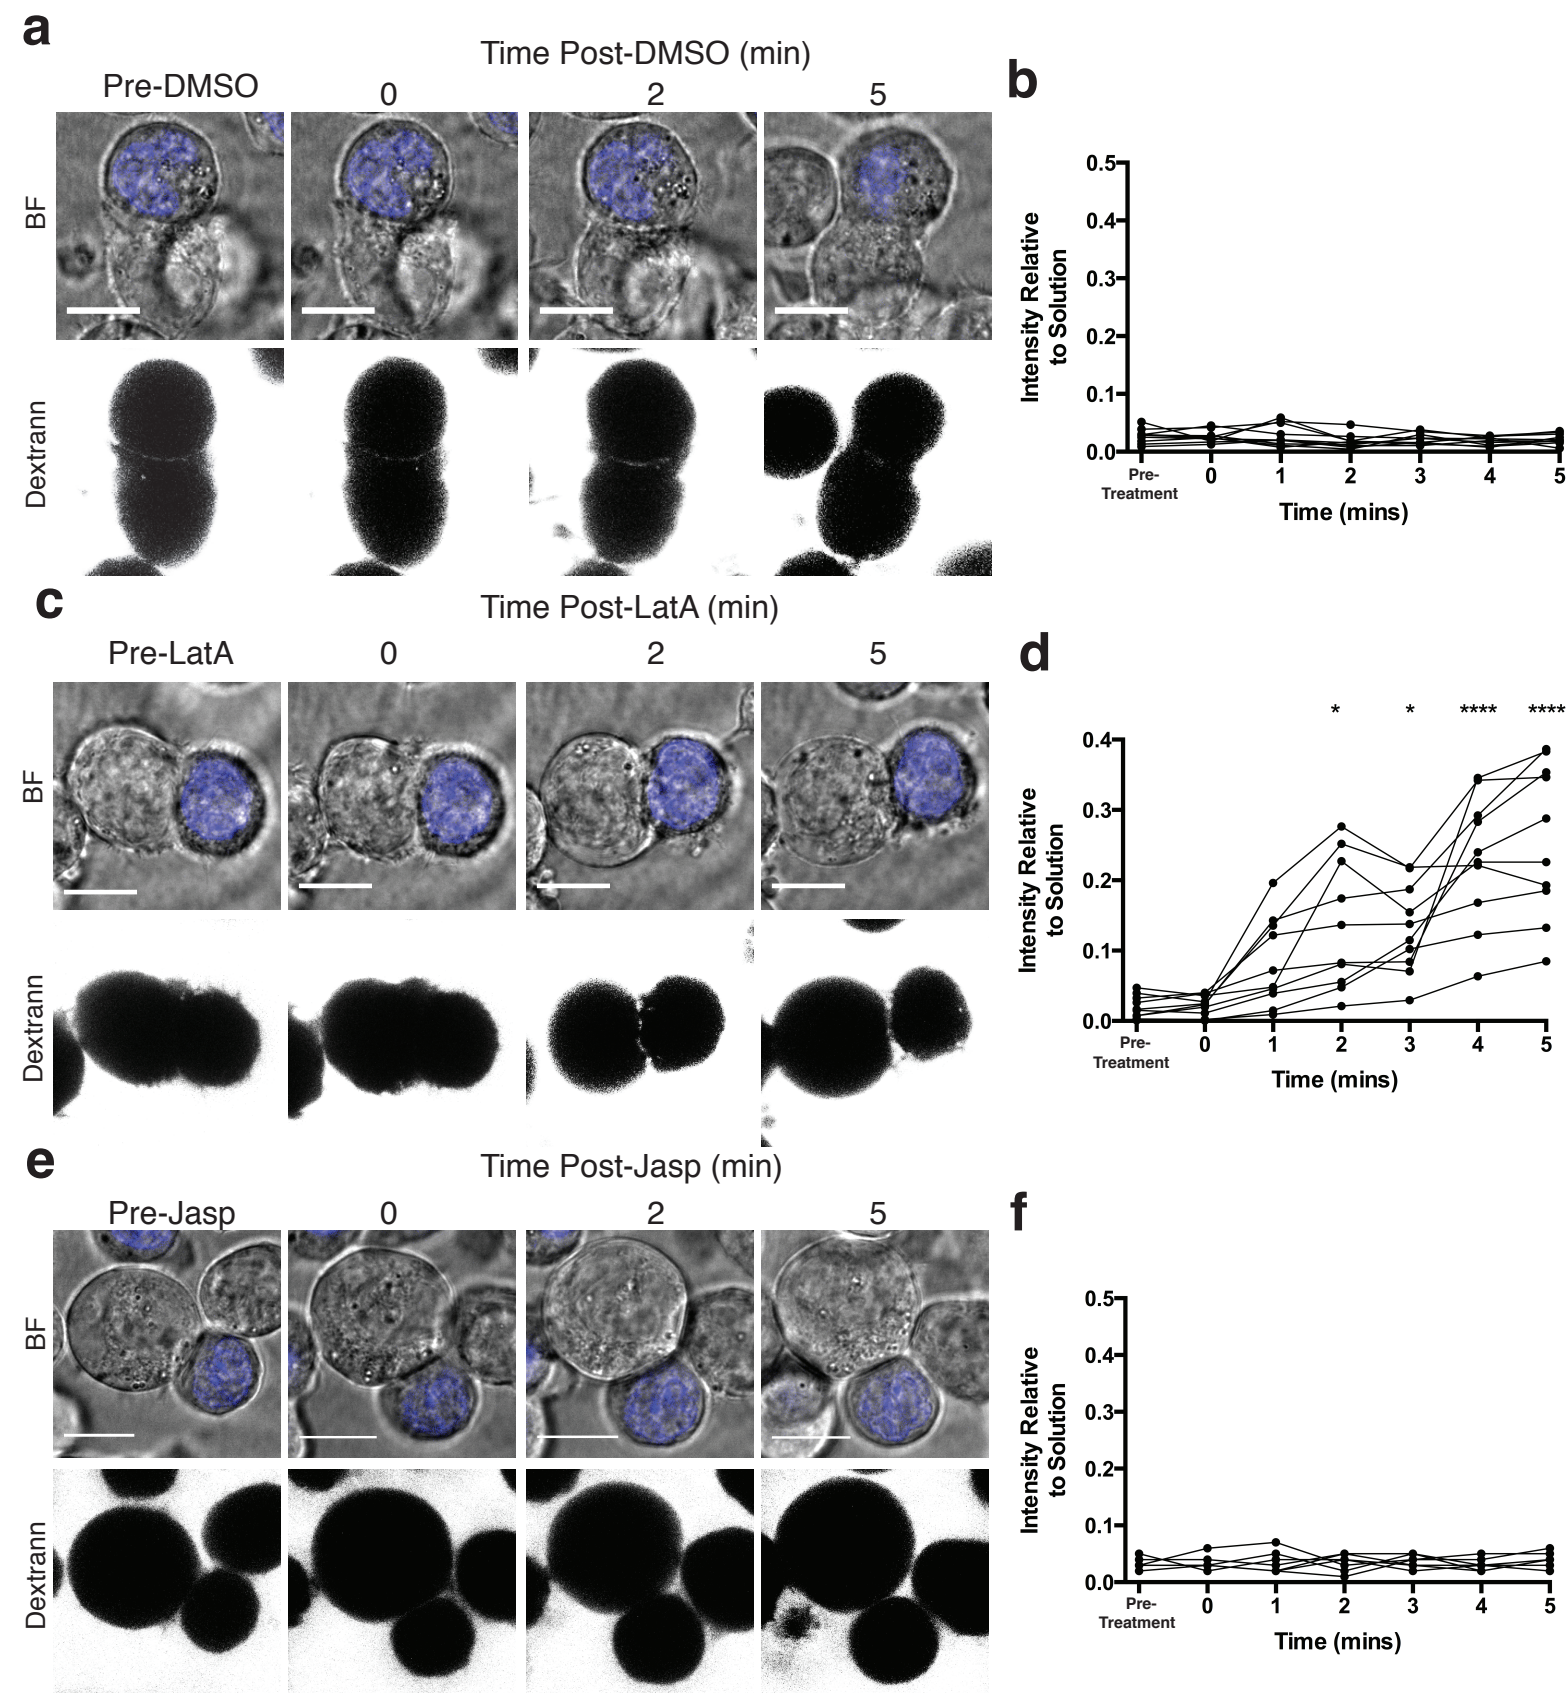 a
Time Post-DMSO (min)
Pre-DMSO
0
2
5
BF
Dextrann
b
Intensity Relative
to Solution
0.5
0.4
0.3
0.2
0.1
0.0
Pre-
Treatment
0
1
2
3
4
5
Time (mins)
c
Time Post-LatA (min)
Pre-LatA
0
2
5
BF
Dextrann
d
* * **** ****
Intensity Relative
to Solution
0.4
0.3
0.2
0.1
0.0
Pre-
Treatment
0
1
2
3
4
5
Time (mins)
e
Time Post-Jasp (min)
Pre-Jasp
0
2
5
BF
Dextrann
f
Intensity Relative
to Solution
0.5
0.4
0.3
0.2
0.1
0.0
Pre-
Treatment
0
1
2
3
4
5
Time (mins)